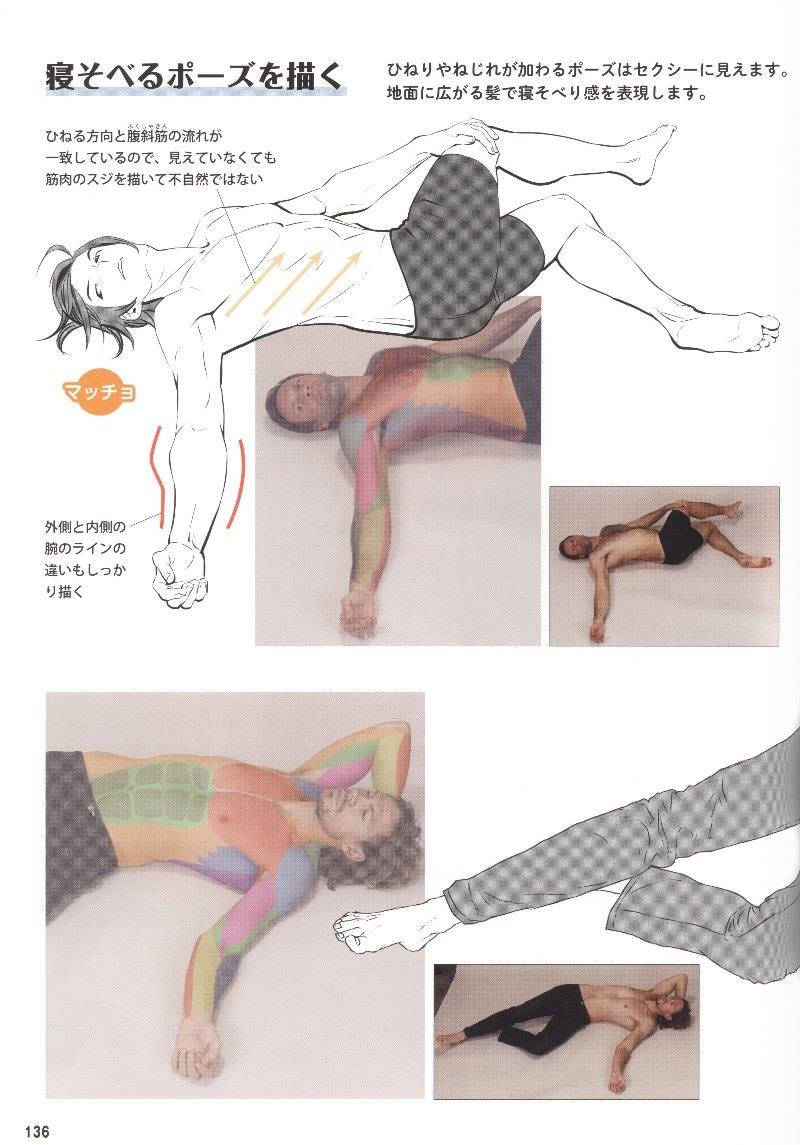 寝そべるポーズを描く
ひねりやねじれが加わるポーズはセクシーに見えます。
地面に広がる髪で寝そべり感を表現します。
ふくしゃきん
ひねる方向と腹斜筋の流れが
一致しているので、見えていなくても
筋肉のスジを描いて不自然ではない
マッチョ
外側と内側の
腕のラインの
違いもしっか
り描く
136